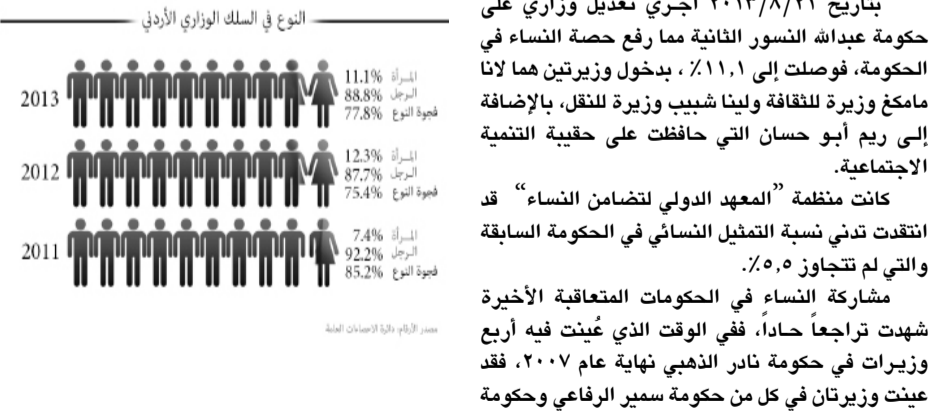 بتاريخ ٢٠١٣/٨/٢١ أجري تعديل وزاري على
حكومة عبدالله النسور الثانية مما رفع حصة النساء في
الحكومة، فوصلت إلى ١١,١٪ ، بدخول وزيرتين هما لانا
مامكغ وزيرة للثقافة ولينا شبيب وزيرة للنقل، بالإضافة
إلى ريم أبو حسان التي حافظت على حقيبة التنمية
الاجتماعية.
كانت منظمة ”المعهد الدولي لتضامن النساء“ قد
انتقدت تدني نسبة التمثيل النسائي في الحكومة السابقة
والتي لم تتجاوز ٥,٥٪.
مشاركة النساء في الحكومات المتعاقبة الأخيرة
شهدت تراجعاً حاداً، ففي الوقت الذي عُينت فيه أربع
وزيرات في حكومة نادر الذهبي نهاية عام ٢٠٠٧، فقد
عينت وزيرتان في كل من حكومة سمير الرفاعي وحكومة
النوع في السلك الوزاري الأردني
2013
المرأة 11.1%
الرجل 88.8%
فجوة النوع 77.8%
2012
المرأة 12.3%
الرجل 87.7%
فجوة النوع 75.4%
2011
المرأة 7.4%
الرجل 92.2%
فجوة النوع 85.2%
مصدر الأرقام: دائرة الاحصاءات العامة